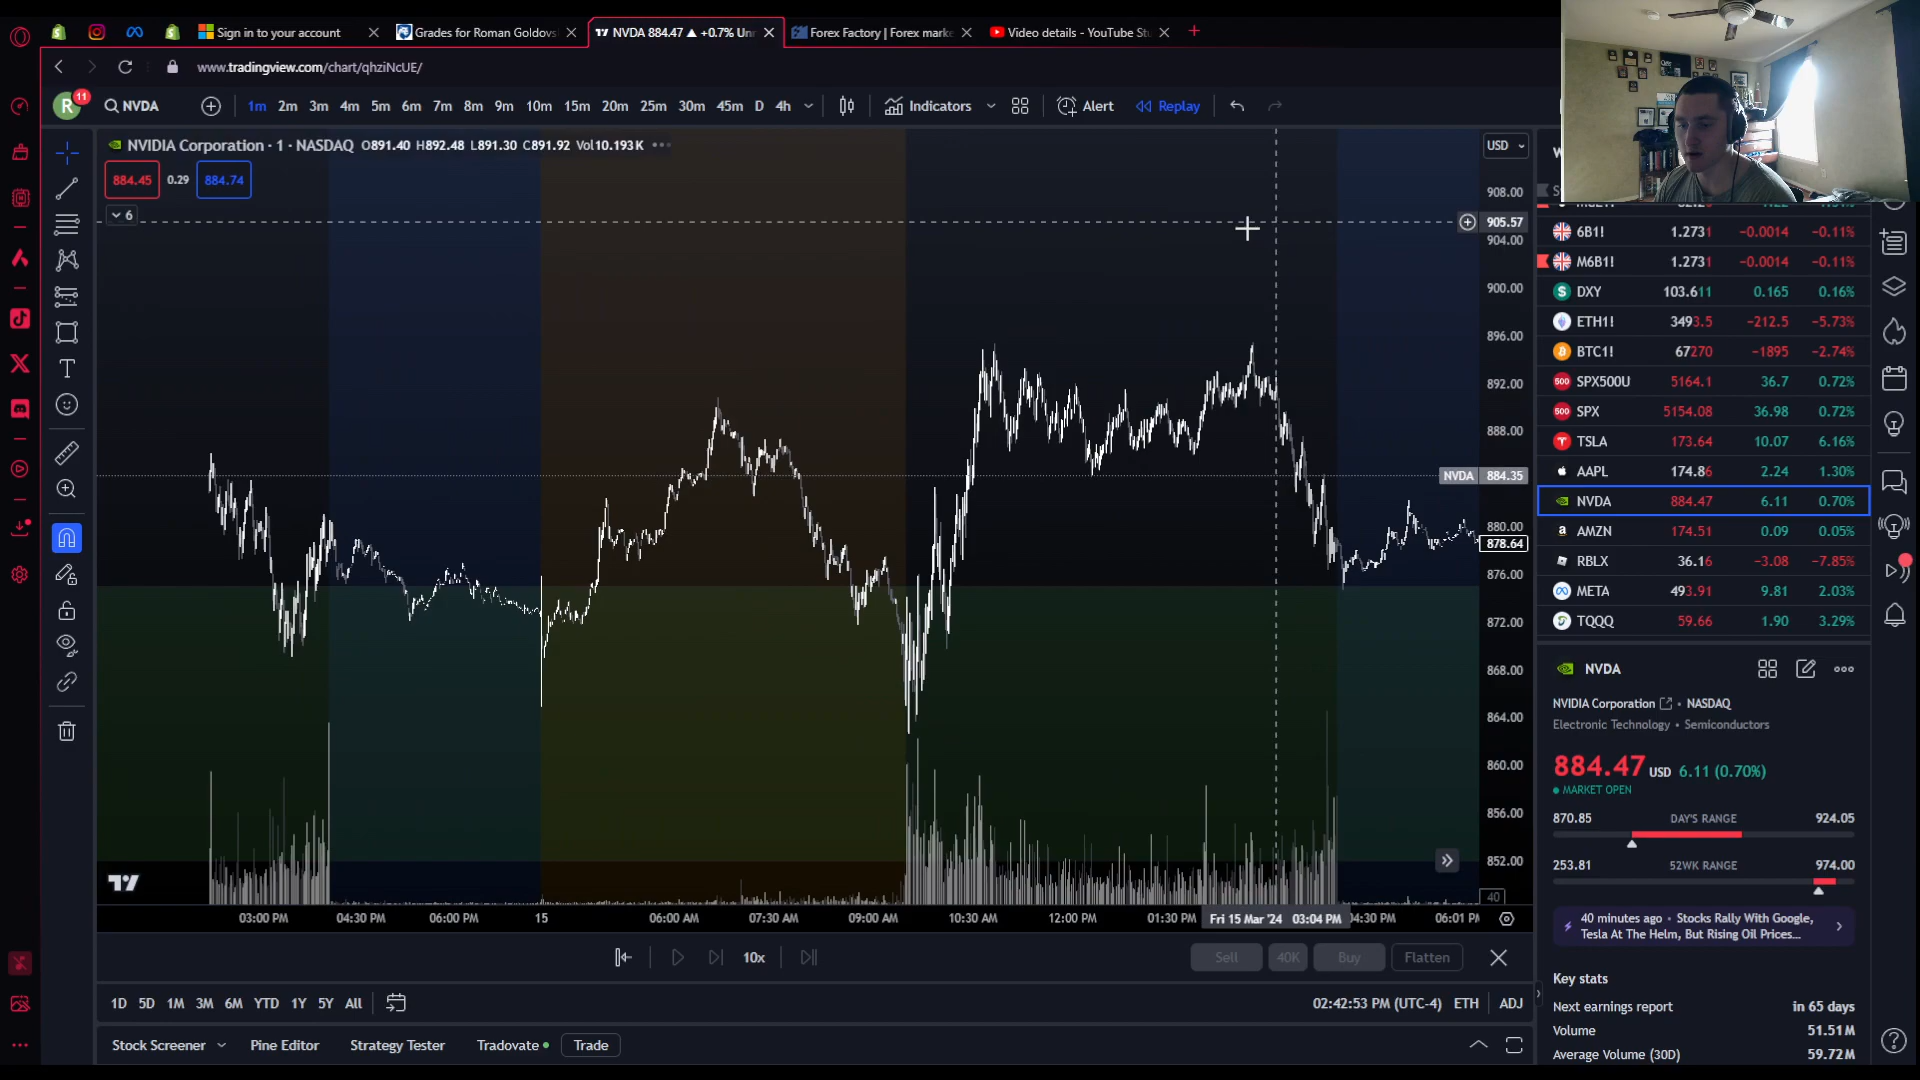 Sign in to your account
Grades for Roman Goldovs
NVDA 884.47 ▲ +0.7% Unn
Forex Factory | Forex marke
Video details - YouTube Stu
www.tradingview.com/chart/qhziNcUE/
R
11
NVDA
1m 2m 3m 4m 5m 6m 7m 8m 9m 10m 15m 20m 25m 30m 45m D 4h
Indicators
Alert
Replay
NVIDIA Corporation · 1 · NASDAQ O891.40 H892.48 L891.30 C891.92 Vol10.193K
884.45 0.29 884.74
6
USD
908.00
905.57
904.00
900.00
896.00
892.00
888.00
NVDA 884.35
880.00
878.64
876.00
872.00
868.00
864.00
860.00
856.00
852.00
40
03:00 PM 04:30 PM 06:00 PM 15 06:00 AM 07:30 AM 09:00 AM 10:30 AM 12:00 PM 01:30 PM Fri 15 Mar '24 03:04 PM 04:30 PM 06:01 PM
10x
Sell 40K Buy Flatten
1D 5D 1M 3M 6M YTD 1Y 5Y All
02:42:53 PM (UTC-4) ETH ADJ
Stock Screener Pine Editor Strategy Tester Tradovate Trade
6B1! 1.2731 −0.0014 −0.11%
M6B1! 1.2731 −0.0014 −0.11%
DXY 103.611 0.165 0.16%
ETH1! 3493.5 −212.5 −5.73%
BTC1! 67270 −1895 −2.74%
SPX500U 5164.1 36.7 0.72%
SPX 5154.08 36.98 0.72%
TSLA 173.64 10.07 6.16%
AAPL 174.86 2.24 1.30%
NVDA 884.47 6.11 0.70%
AMZN 174.51 0.09 0.05%
RBLX 36.16 −3.08 −7.85%
META 493.91 9.81 2.03%
TQQQ 59.66 1.90 3.29%
NVDA
NVIDIA Corporation • NASDAQ
Electronic Technology • Semiconductors
884.47 USD 6.11 (0.70%)
MARKET OPEN
870.85 DAY'S RANGE 924.05
253.81 52WK RANGE 974.00
40 minutes ago • Stocks Rally With Google,
Tesla At The Helm, But Rising Oil Prices...
Key stats
Next earnings report in 65 days
Volume 51.51M
Average Volume (30D) 59.72M